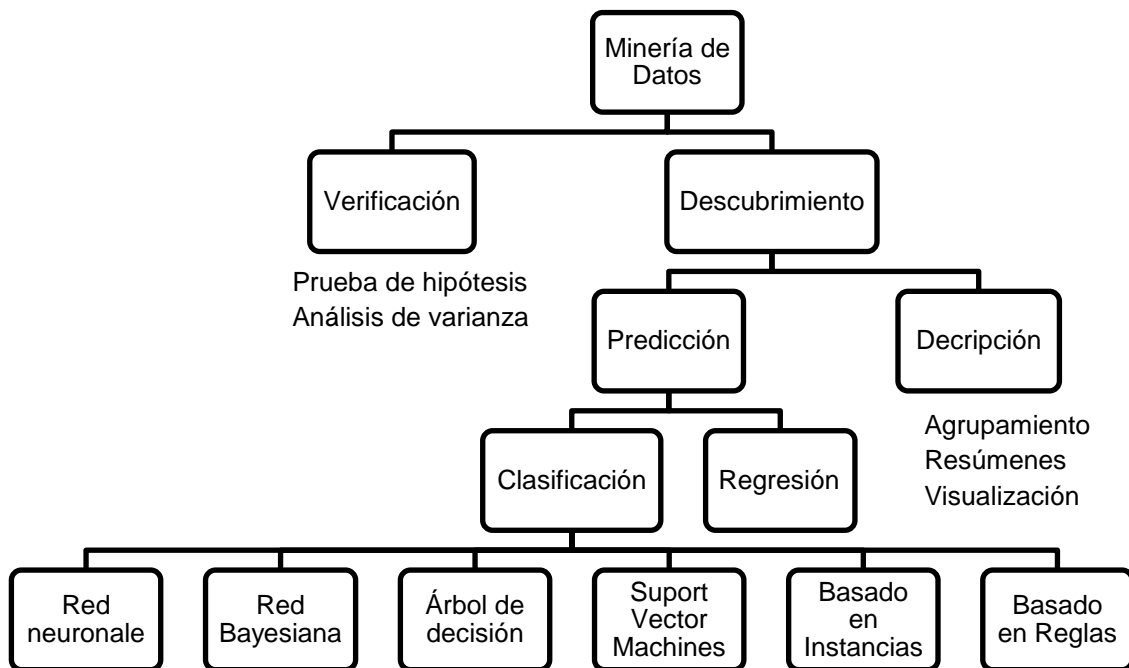 Minería de
Datos
Verificación
Descubrimiento
Prueba de hipótesis
Análisis de varianza
Predicción
Decripción
Agrupamiento
Resúmenes
Visualización
Clasificación
Regresión
Red
neuronale
Red
Bayesiana
Árbol de
decisión
Suport
Vector
Machines
Basado
en
Instancias
Basado
en Reglas